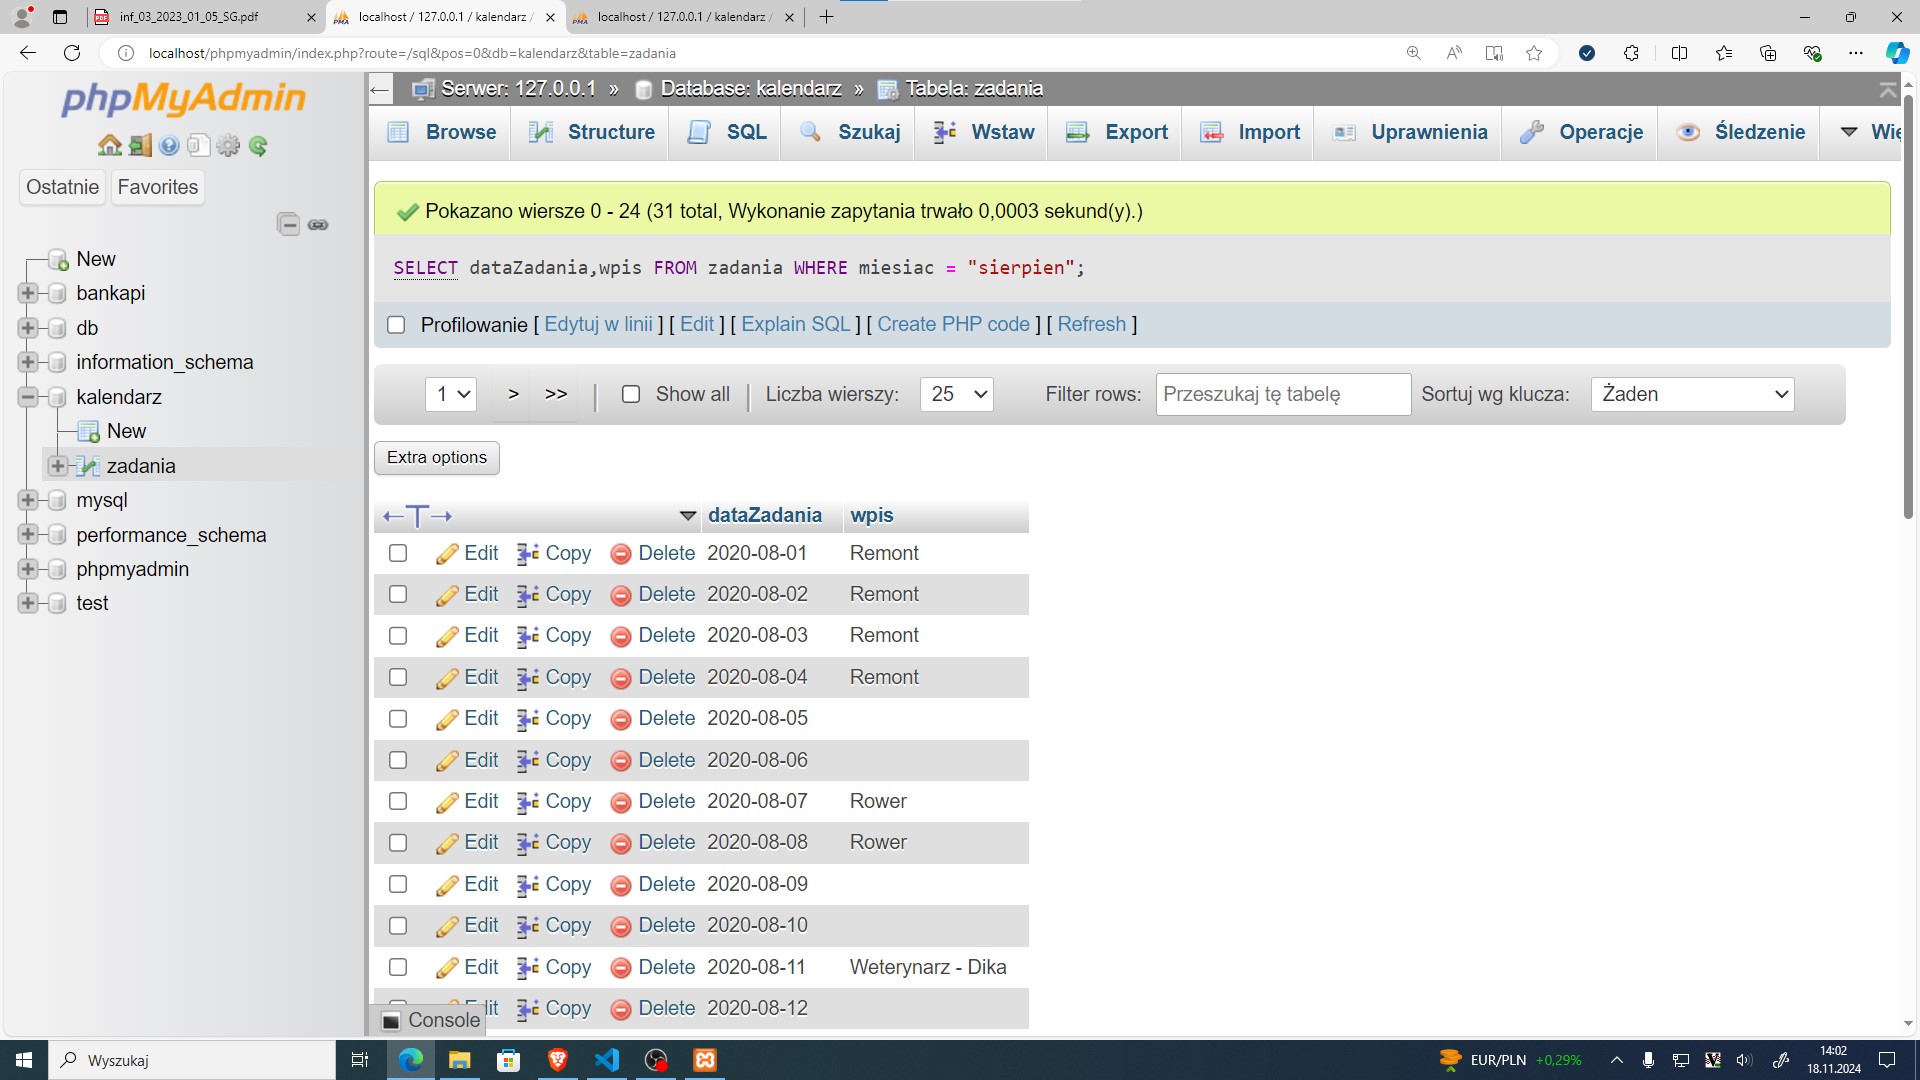 inf_03_2023_01_05_SG.pdf
localhost / 127.0.0.1 / kalendarz /
localhost / 127.0.0.1 / kalendarz /
localhost/phpmyadmin/index.php?route=/sql&pos=0&db=kalendarz&table=zadania
phpMyAdmin
Ostatnie Favorites
New
bankapi
db
information_schema
kalendarz
New
zadania
mysql
performance_schema
phpmyadmin
test
Serwer: 127.0.0.1 » Database: kalendarz » Tabela: zadania
Browse Structure SQL Szukaj Wstaw Export Import Uprawnienia Operacje Śledzenie Wię
Pokazano wiersze 0 - 24 (31 total, Wykonanie zapytania trwało 0,0003 sekund(y).)
SELECT dataZadania,wpis FROM zadania WHERE miesiac = "sierpien";
Profilowanie [ Edytuj w linii ] [ Edit ] [ Explain SQL ] [ Create PHP code ] [ Refresh ]
1 > >> | Show all | Liczba wierszy: 25 Filter rows: Przeszukaj tę tabelę Sortuj wg klucza: Żaden
Extra options
←T→ dataZadania wpis
Edit Copy Delete 2020-08-01 Remont
Edit Copy Delete 2020-08-02 Remont
Edit Copy Delete 2020-08-03 Remont
Edit Copy Delete 2020-08-04 Remont
Edit Copy Delete 2020-08-05
Edit Copy Delete 2020-08-06
Edit Copy Delete 2020-08-07 Rower
Edit Copy Delete 2020-08-08 Rower
Edit Copy Delete 2020-08-09
Edit Copy Delete 2020-08-10
Edit Copy Delete 2020-08-11 Weterynarz - Dika
Edit Copy Delete 2020-08-12
Console
Wyszukaj
EUR/PLN +0,29%
14:02
18.11.2024